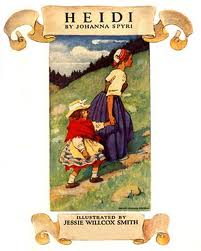 HEIDI
BY JOHANNA SPYRI
ILLUSTRATED BY
JESSIE WILLCOX SMITH